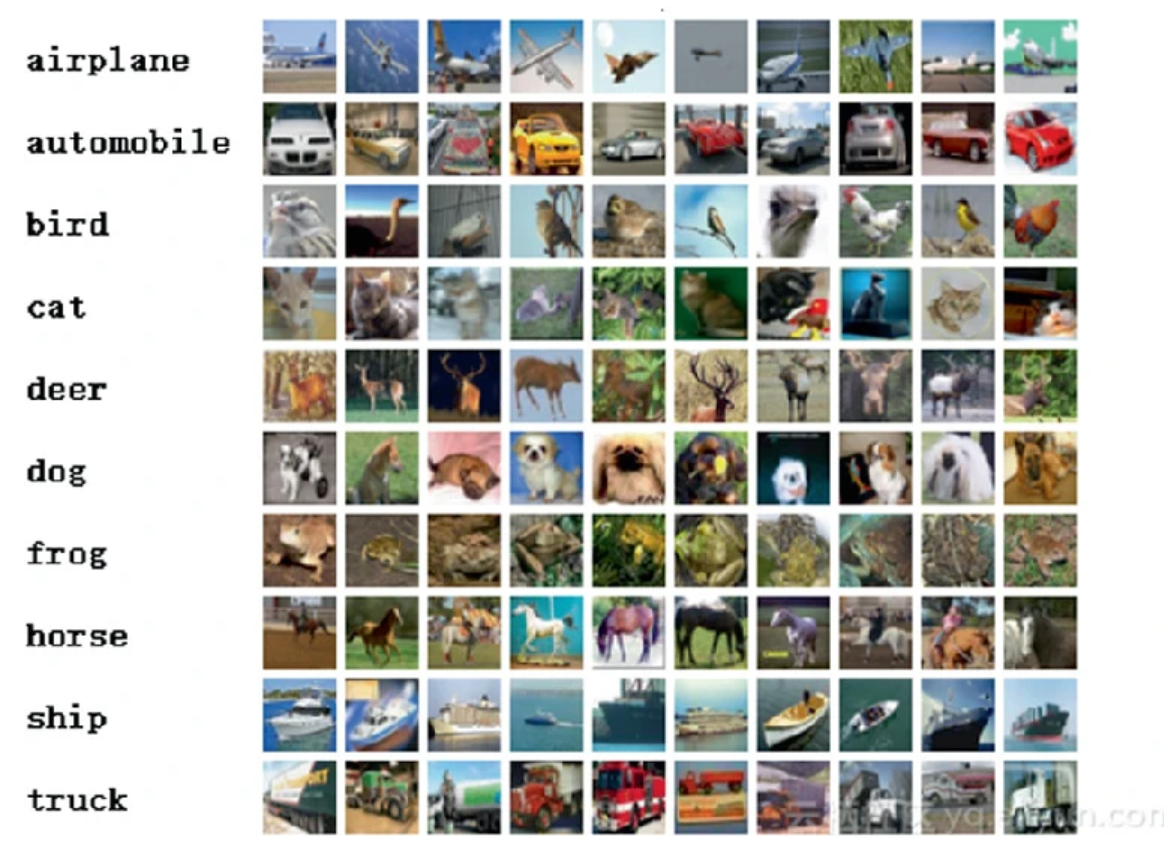 airplane
automobile
bird
cat
deer
dog
frog
horse
ship
truck